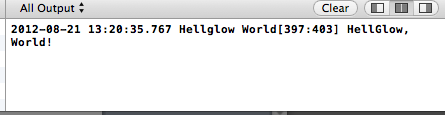 All Output
Clear
2012-08-21 13:20:35.767 Hellglow World[397:403] HellGlow,
World!